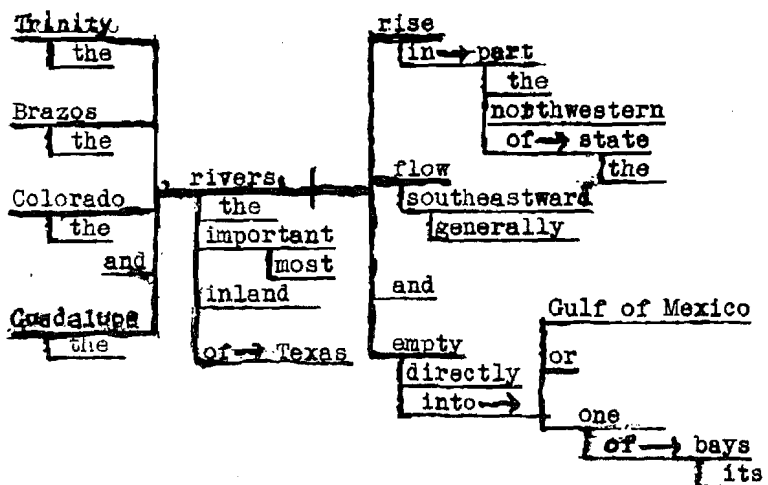 Trinity
the
Brazos
the
Colorado
the
and
Guadalupe
the
, rivers,
the
important
most
inland
of → Texas
rise
in → part
the
northwestern
of → state
the
flow
southeastward
generally
and
empty
directly
into →
Gulf of Mexico
or
one
of → bays
its